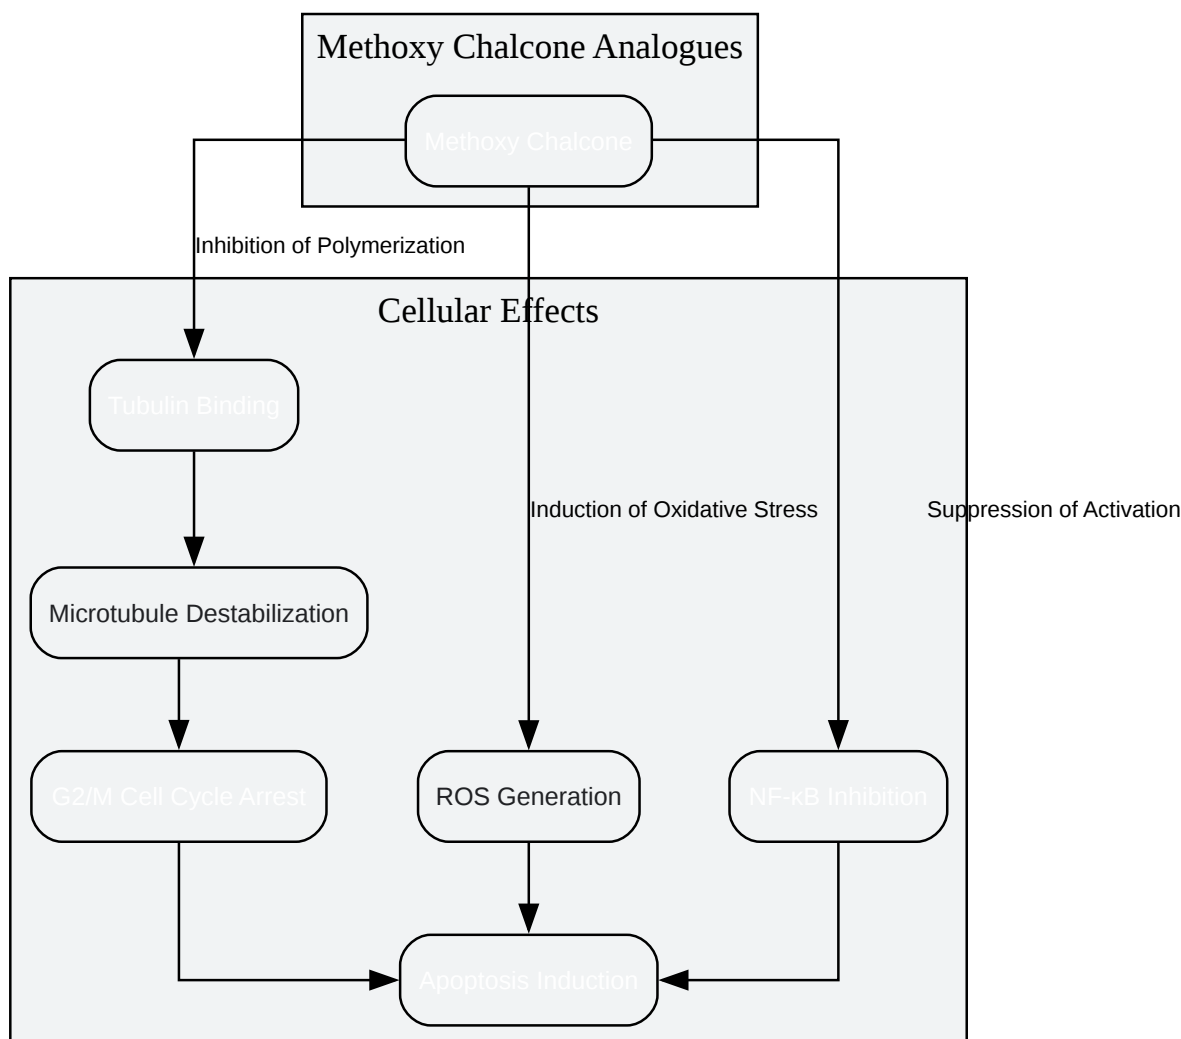 Methoxy Chalcone Analogues
Methoxy Chalcone
Inhibition of Polymerization
Cellular Effects
Tubulin Binding
Induction of Oxidative Stress
Suppression of Activation
Microtubule Destabilization
G2/M Cell Cycle Arrest
ROS Generation
NF-κB Inhibition
Apoptosis Induction